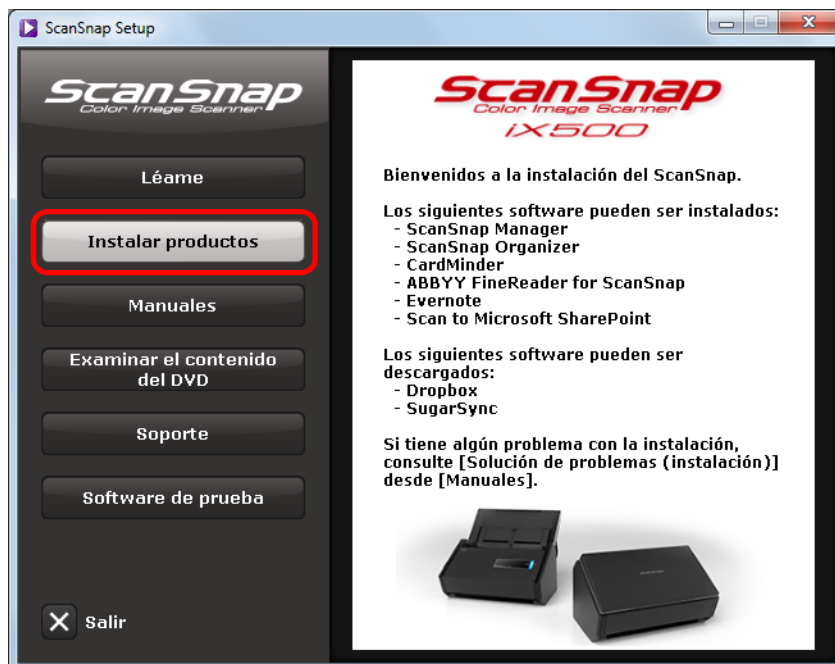 ScanSnap Setup
ScanSnap
Color Image Scanner
Léame
Instalar productos
Manuales
Examinar el contenido
del DVD
Soporte
Software de prueba
Salir
ScanSnap
Color Image Scanner
iX500
Bienvenidos a la instalación del ScanSnap.
Los siguientes software pueden ser instalados:
- ScanSnap Manager
- ScanSnap Organizer
- CardMinder
- ABBYY FineReader for ScanSnap
- Evernote
- Scan to Microsoft SharePoint
Los siguientes software pueden ser
descargados:
- Dropbox
- SugarSync
Si tiene algún problema con la instalación,
consulte [Solución de problemas (instalación)]
desde [Manuales].